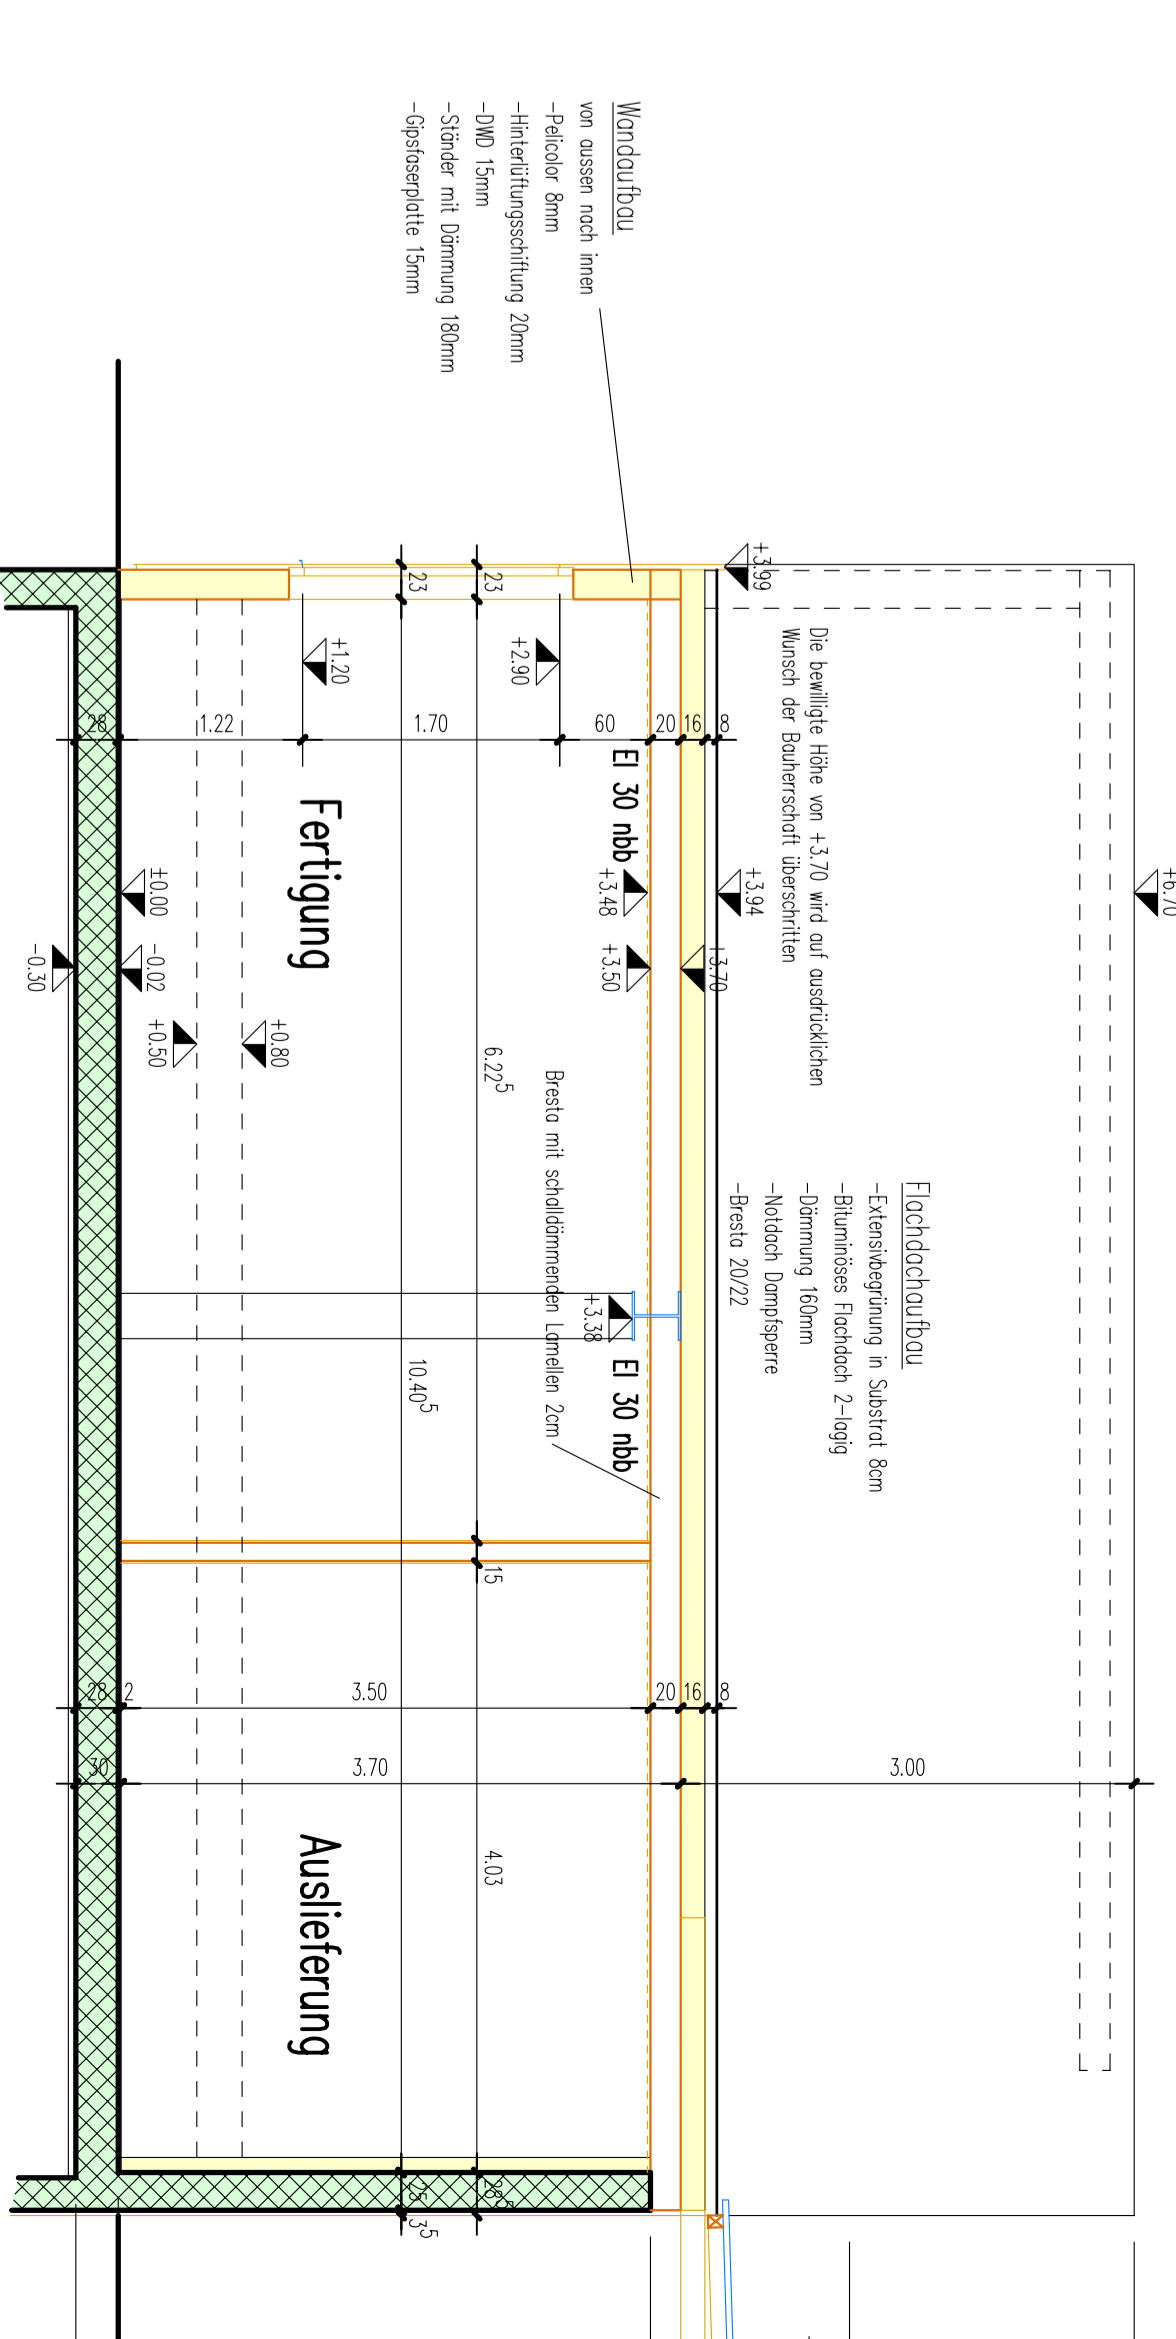 Wandaufbau
von aussen nach innen
-Pelicolor 8mm
-Hinterlüftungsschiftung 20mm
-DWD 15mm
-Ständer mit Dämmung 180mm
-Gipsfaserplatte 15mm
+6.70
+3.99
Die bewilligte Höhe von +3.70 wird auf ausdrücklichen
Wunsch der Bauherrschaft überschritten
Flachdachaufbau
-Extensivbegrünung in Substrat 8cm
-Bituminöses Flachdach 2-lagig
-Dämmung 160mm
-Notdach Dampfsperre
-Bresta 20/22
+3.94
+3.70
8
16
20
60
1.70
1.22
28
EI 30 nbb
+3.48
+3.50
+2.90
+1.20
23
23
6.22⁵
Bresta mit schalldämmenden Lamellen 2cm
+3.38
EI 30 nbb
10.40⁵
15
4.03
Fertigung
Auslieferung
±0.00
-0.02
-0.30
+0.50
+0.80
8
16
20
3.50
2
28
3.00
3.70
30
28⁵
25
3⁵